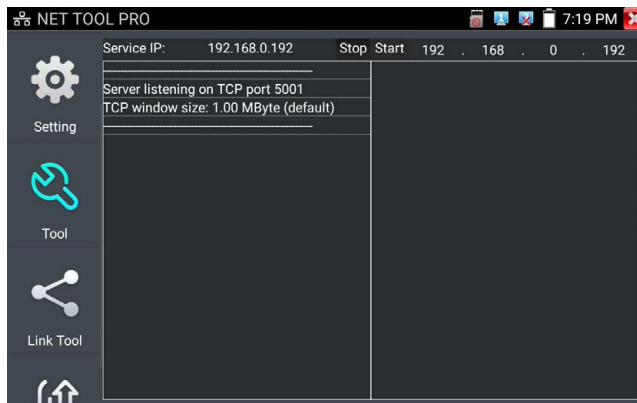 NET TOOL PRO 7:19 PM
Service IP: 192.168.0.192 Stop Start 192 . 168 . 0 . 192
Server listening on TCP port 5001
TCP window size: 1.00 MByte (default)
Setting
Tool
Link Tool